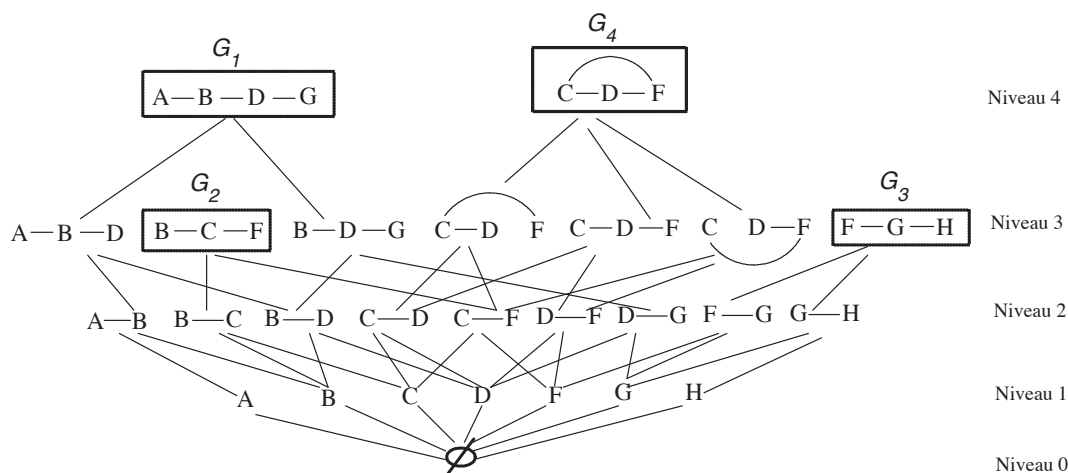 G1
G4
A—B—D—G
C—D—F
Niveau 4
G2
G3
A—B—D
B—C—F
B—D—G
C—D F
C—D—F
C D—F
F—G—H
Niveau 3
A—B
B—C
B—D
C—D
C—F
D—F
D—G
F—G
G—H
Niveau 2
A
B
C
D
F
G
H
Niveau 1
Ø
Niveau 0